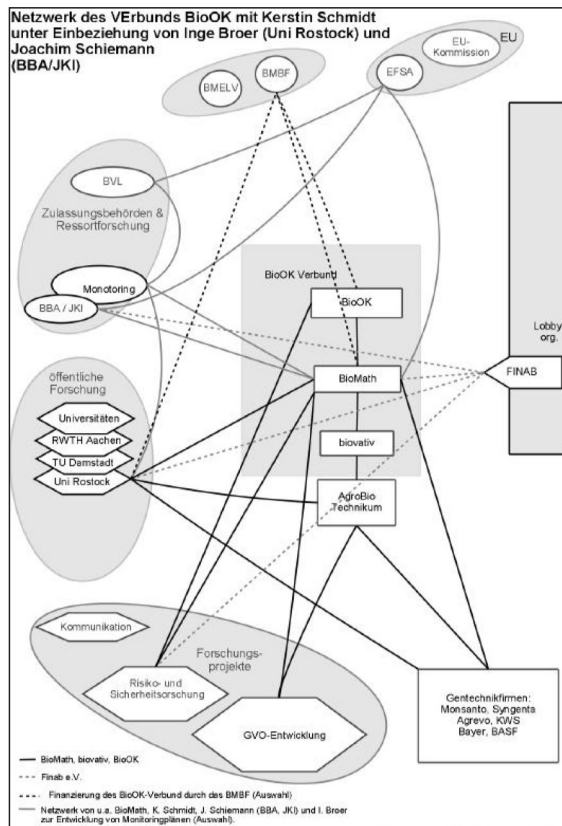 Netzwerk des VErbunds BioOK mit Kerstin Schmidt
unter Einbeziehung von Inge Broer (Uni Rostock) und
Joachim Schiemann
(BBA/JKI)
EU-
Kommission
EU
BMELV
BMBF
EFSA
BVL
Zulassungsbehörden &
Ressortforschung
Monotoring
BBA / JKI
BioOK Verbund
BioOK
Lobby
org.
FINAB
BioMath
öffentliche
Forschung
Universitäten
RWTH Aachen
TU Damstadt
Uni Rostock
biovativ
AgroBio
Technikum
Kommunikation
Forschungs-
projekte
Risiko- und
Sicherheitsorschung
GVO-Entwicklung
Gentechnikfirmen:
Monsanto, Syngenta
Agrevo, KWS
Bayer, BASF
BioMath, biovativ, BioOK
Finab e.V.
Finanzierung des BioOK-Verbund durch das BMBF (Auswahl)
Netzwerk von u.a. BioMath, K. Schmidt, J. Schiemann (BBA, JKI) und I. Broer
zur Entwicklung von Monitoringplänen (Auswahl).